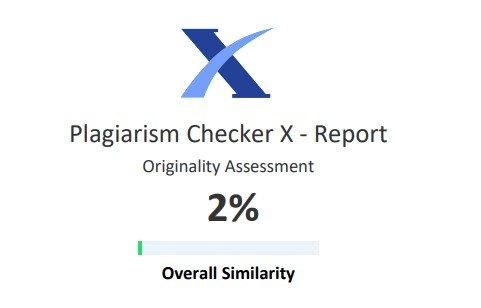 Plagiarism Checker X - Report
Originality Assessment
2%
Overall Similarity